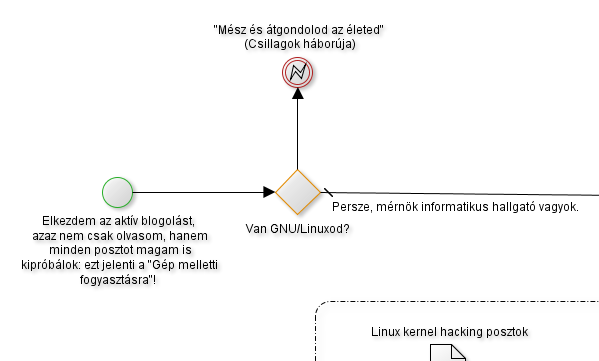 "Mész és átgondolod az életed"
(Csillagok háborúja)
Persze, mérnök informatikus hallgató vagyok.
Elkezdem az aktív blogolást,
azaz nem csak olvasom, hanem
minden posztot magam is
kipróbálok: ezt jelenti a "Gép melletti
fogyasztásra"!
Van GNU/Linuxod?
Linux kernel hacking posztok